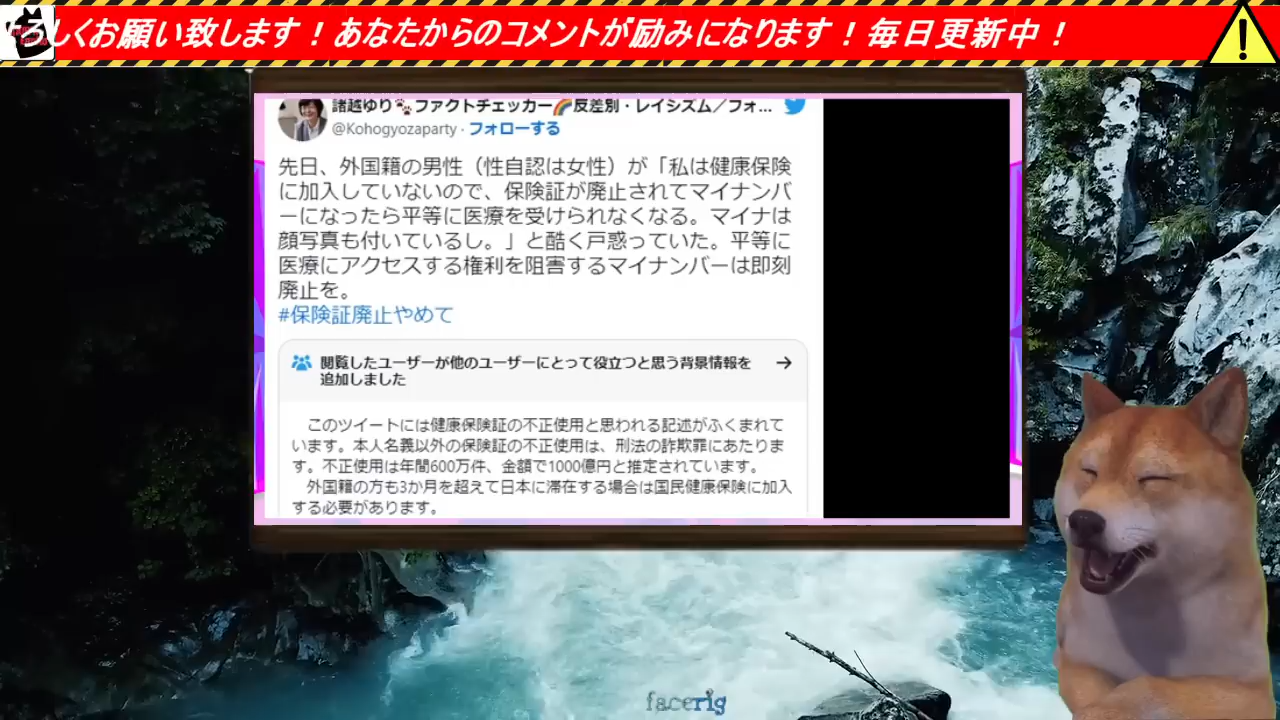 しくお願い致します！あなたからのコメントが励みになります！毎日更新中！
諸越ゆり🐾ファクトチェッカー🌈反差別・レイシズム／フォ...
@Kohogyozaparty · フォローする
先日、外国籍の男性（性自認は女性）が「私は健康保険
に加入していないので、保険証が廃止されてマイナンバ
ーになったら平等に医療を受けられなくなる。マイナは
顔写真も付いているし。」と酷く戸惑っていた。平等に
医療にアクセスする権利を阻害するマイナンバーは即刻
廃止を。
#保険証廃止やめて
閲覧したユーザーが他のユーザーにとって役立つと思う背景情報を
追加しました
このツイートには健康保険証の不正使用と思われる記述がふくまれて
います。本人名義以外の保険証の不正使用は、刑法の詐欺罪にあたりま
す。不正使用は年間600万件、金額で1000億円と推定されています。
外国籍の方も3か月を超えて日本に滞在する場合は国民健康保険に加入
する必要があります。
facerig